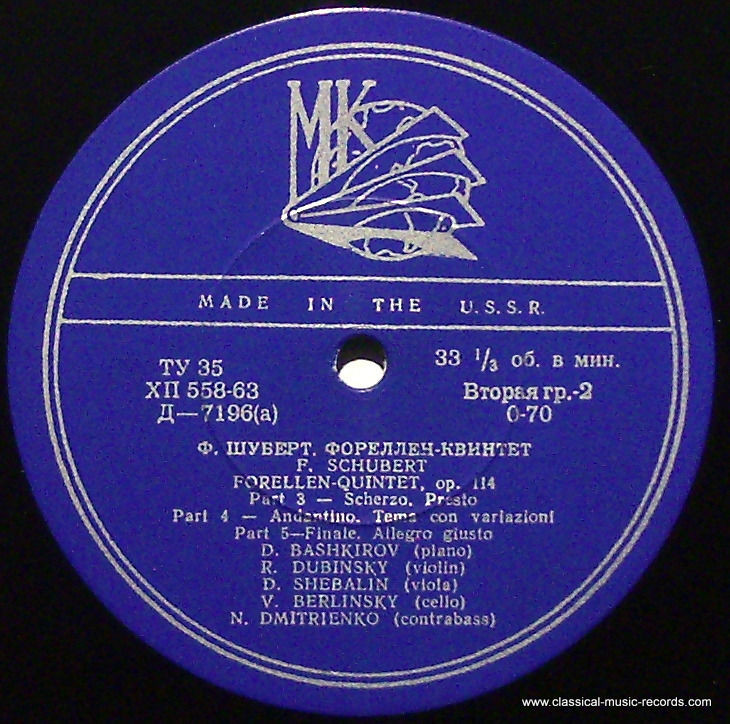 MK
MADE IN THE U.S.S.R.
ТУ 35
ХП 558-63
Д—7196(а)
33 ⅓ об. в мин.
Вторая гр.-2
0-70
Ф. ШУБЕРТ. ФОРЕЛЛЕН-КВИНТЕТ
F. SCHUBERT
FORELLEN-QUINTET, op. 114
Part 3 — Scherzo. Presto
Part 4 — Andantino. Tema con variazioni
Part 5—Finale. Allegro giusto
D. BASHKIROV (piano)
R. DUBINSKY (violin)
D. SHEBALIN (viola)
V. BERLINSKY (cello)
N. DMITRIENKO (contrabass)
www.classical-music-records.com